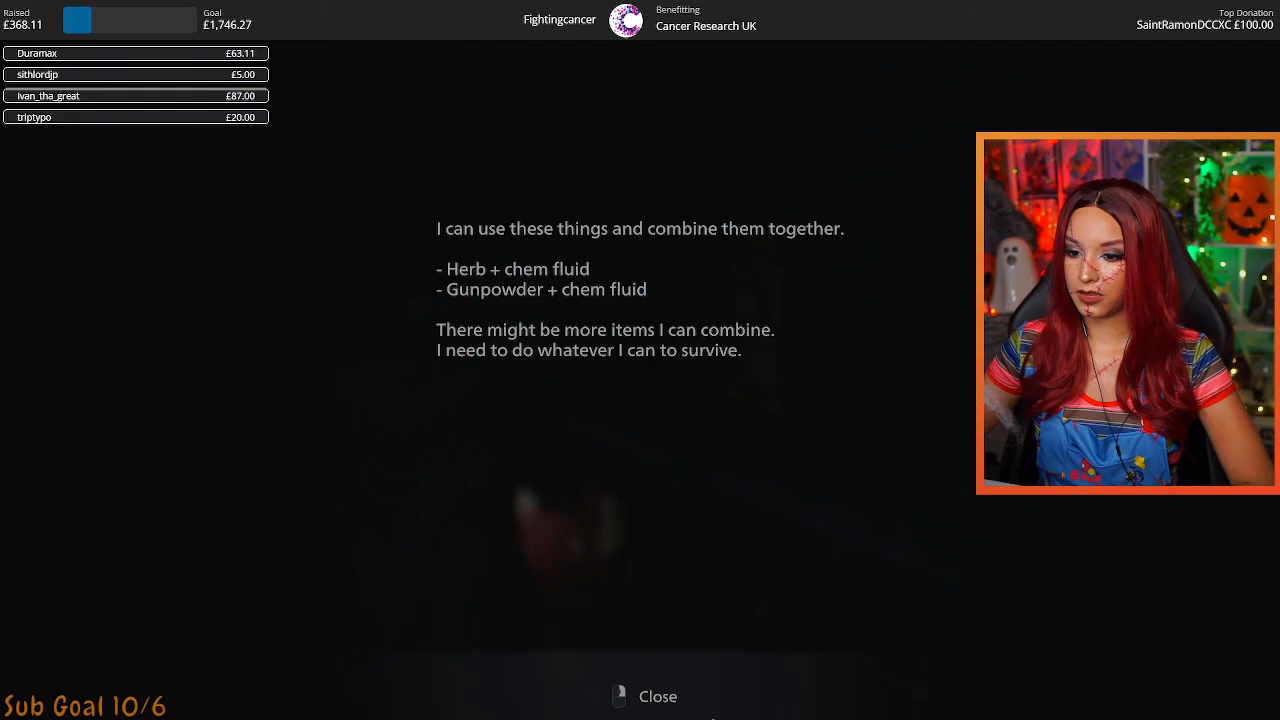 Raised
£368.11
Goal
£1,746.27
Fightingcancer
Benefitting
Cancer Research UK
Top Donation
SaintRamonDCCXC £100.00
Duramax £63.11
sithlordjp £5.00
Ivan_tha_great £87.00
triptypo £20.00
I can use these things and combine them together.
- Herb + chem fluid
- Gunpowder + chem fluid
There might be more items I can combine.
I need to do whatever I can to survive.
Close
Sub Goal 10/6